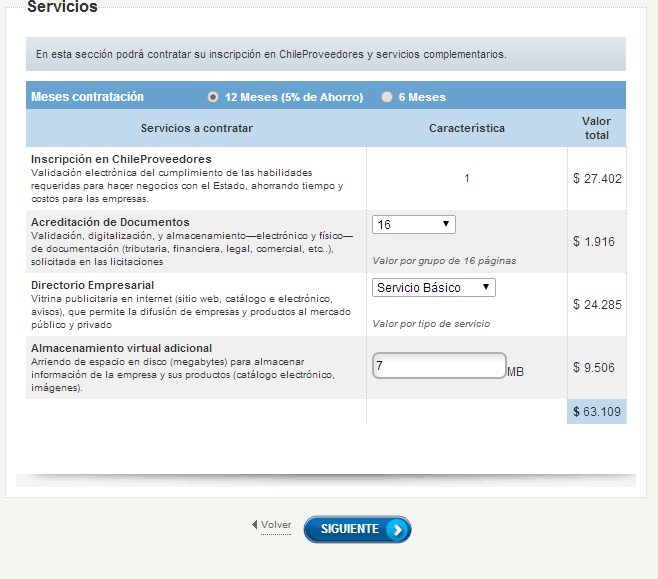 Servicios
En esta sección podrá contratar su inscripción en ChileProveedores y servicios complementarios.
Meses contratación 12 Meses (5% de Ahorro) 6 Meses
Servicios a contratar Característica Valor total
Inscripción en ChileProveedores
Validación electrónica del cumplimiento de las habilidades
requeridas para hacer negocios con el Estado, ahorrando tiempo y
costos para las empresas.
1
$ 27.402
Acreditación de Documentos
Validación, digitalización, y almacenamiento—electrónico y físico—
de documentación (tributaria, financiera, legal, comercial, etc..),
solicitada en las licitaciones
16
Valor por grupo de 16 páginas
$ 1.916
Directorio Empresarial
Vitrina publicitaria en internet (sitio web, catálogo e electrónico,
avisos), que permite la difusión de empresas y productos al mercado
público y privado
Servicio Básico
Valor por tipo de servicio
$ 24.285
Almacenamiento virtual adicional
Arriendo de espacio en disco (megabytes) para almacenar
información de la empresa y sus productos (catálogo electrónico,
imágenes).
7 MB
$ 9.506
$ 63.109
Volver
SIGUIENTE